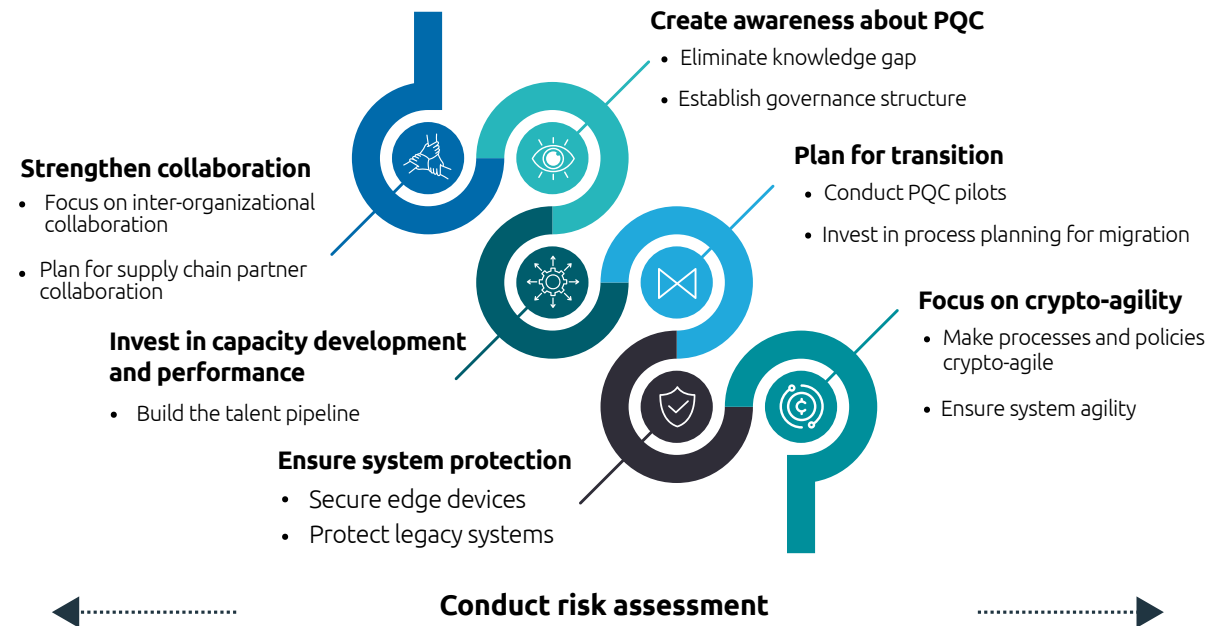 Create awareness about PQC
• Eliminate knowledge gap
• Establish governance structure
Strengthen collaboration
• Focus on inter-organizational
collaboration
• Plan for supply chain partner
collaboration
Plan for transition
• Conduct PQC pilots
• Invest in process planning for migration
Invest in capacity development
and performance
• Build the talent pipeline
Focus on crypto-agility
• Make processes and policies
crypto-agile
• Ensure system agility
Ensure system protection
• Secure edge devices
• Protect legacy systems
Conduct risk assessment